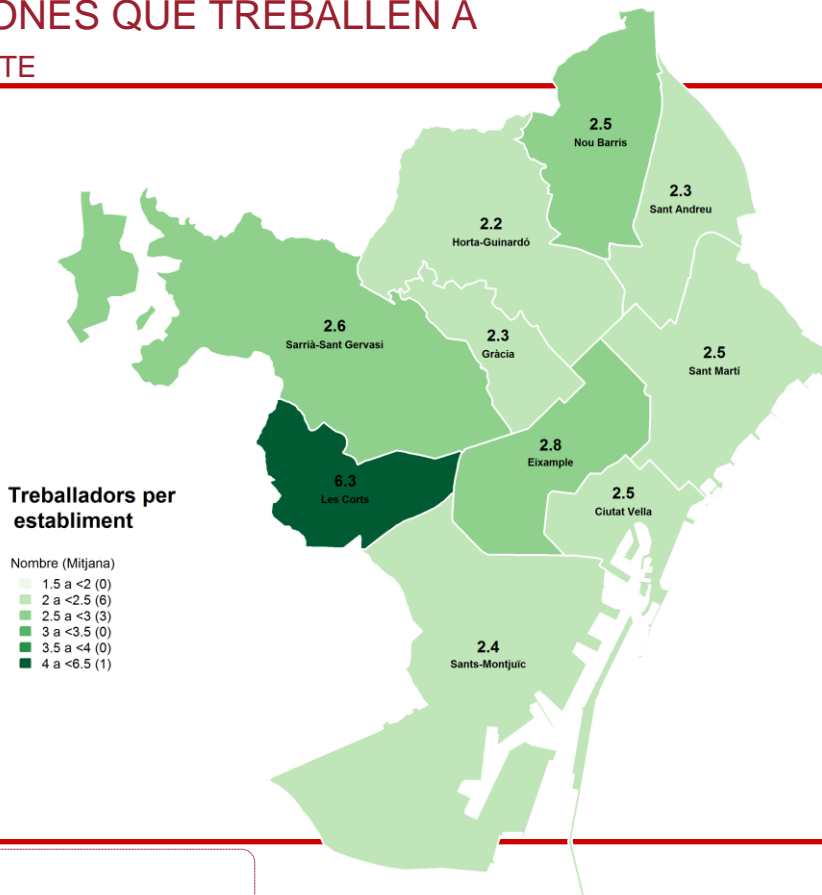 ONES QUE TREBALLEN A
TE
2.5
Nou Barris
2.3
Sant Andreu
2.2
Horta-Guinardó
2.6
Sarrià-Sant Gervasi
2.3
Gràcia
2.5
Sant Martí
2.8
Eixample
6.3
Les Corts
2.5
Ciutat Vella
2.4
Sants-Montjuïc
Treballadors per
establiment
Nombre (Mitjana)
1.5 a <2 (0)
2 a <2.5 (6)
2.5 a <3 (3)
3 a <3.5 (0)
3.5 a <4 (0)
4 a <6.5 (1)